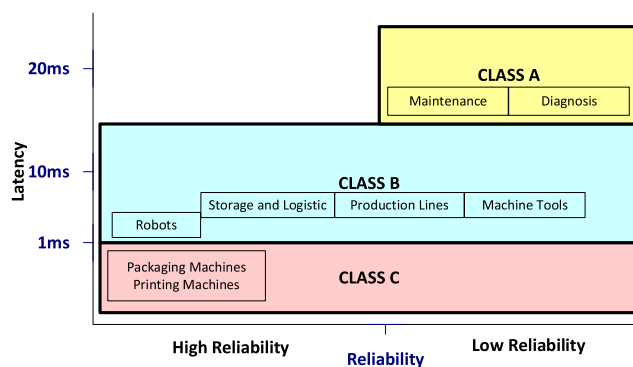 20ms
CLASS A
Maintenance
Diagnosis
Latency
10ms
CLASS B
Storage and Logistic
Production Lines
Machine Tools
Robots
1ms
Packaging Machines
Printing Machines
CLASS C
High Reliability
Reliability
Low Reliability